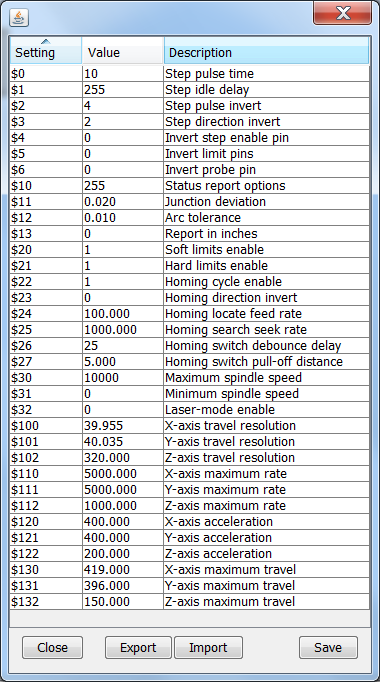 Setting Value Description
$0 10 Step pulse time
$1 255 Step idle delay
$2 4 Step pulse invert
$3 2 Step direction invert
$4 0 Invert step enable pin
$5 0 Invert limit pins
$6 0 Invert probe pin
$10 255 Status report options
$11 0.020 Junction deviation
$12 0.010 Arc tolerance
$13 0 Report in inches
$20 1 Soft limits enable
$21 1 Hard limits enable
$22 1 Homing cycle enable
$23 0 Homing direction invert
$24 100.000 Homing locate feed rate
$25 1000.000 Homing search seek rate
$26 25 Homing switch debounce delay
$27 5.000 Homing switch pull-off distance
$30 10000 Maximum spindle speed
$31 0 Minimum spindle speed
$32 0 Laser-mode enable
$100 39.955 X-axis travel resolution
$101 40.035 Y-axis travel resolution
$102 320.000 Z-axis travel resolution
$110 5000.000 X-axis maximum rate
$111 5000.000 Y-axis maximum rate
$112 1000.000 Z-axis maximum rate
$120 400.000 X-axis acceleration
$121 400.000 Y-axis acceleration
$122 200.000 Z-axis acceleration
$130 419.000 X-axis maximum travel
$131 396.000 Y-axis maximum travel
$132 150.000 Z-axis maximum travel
Close Export Import Save